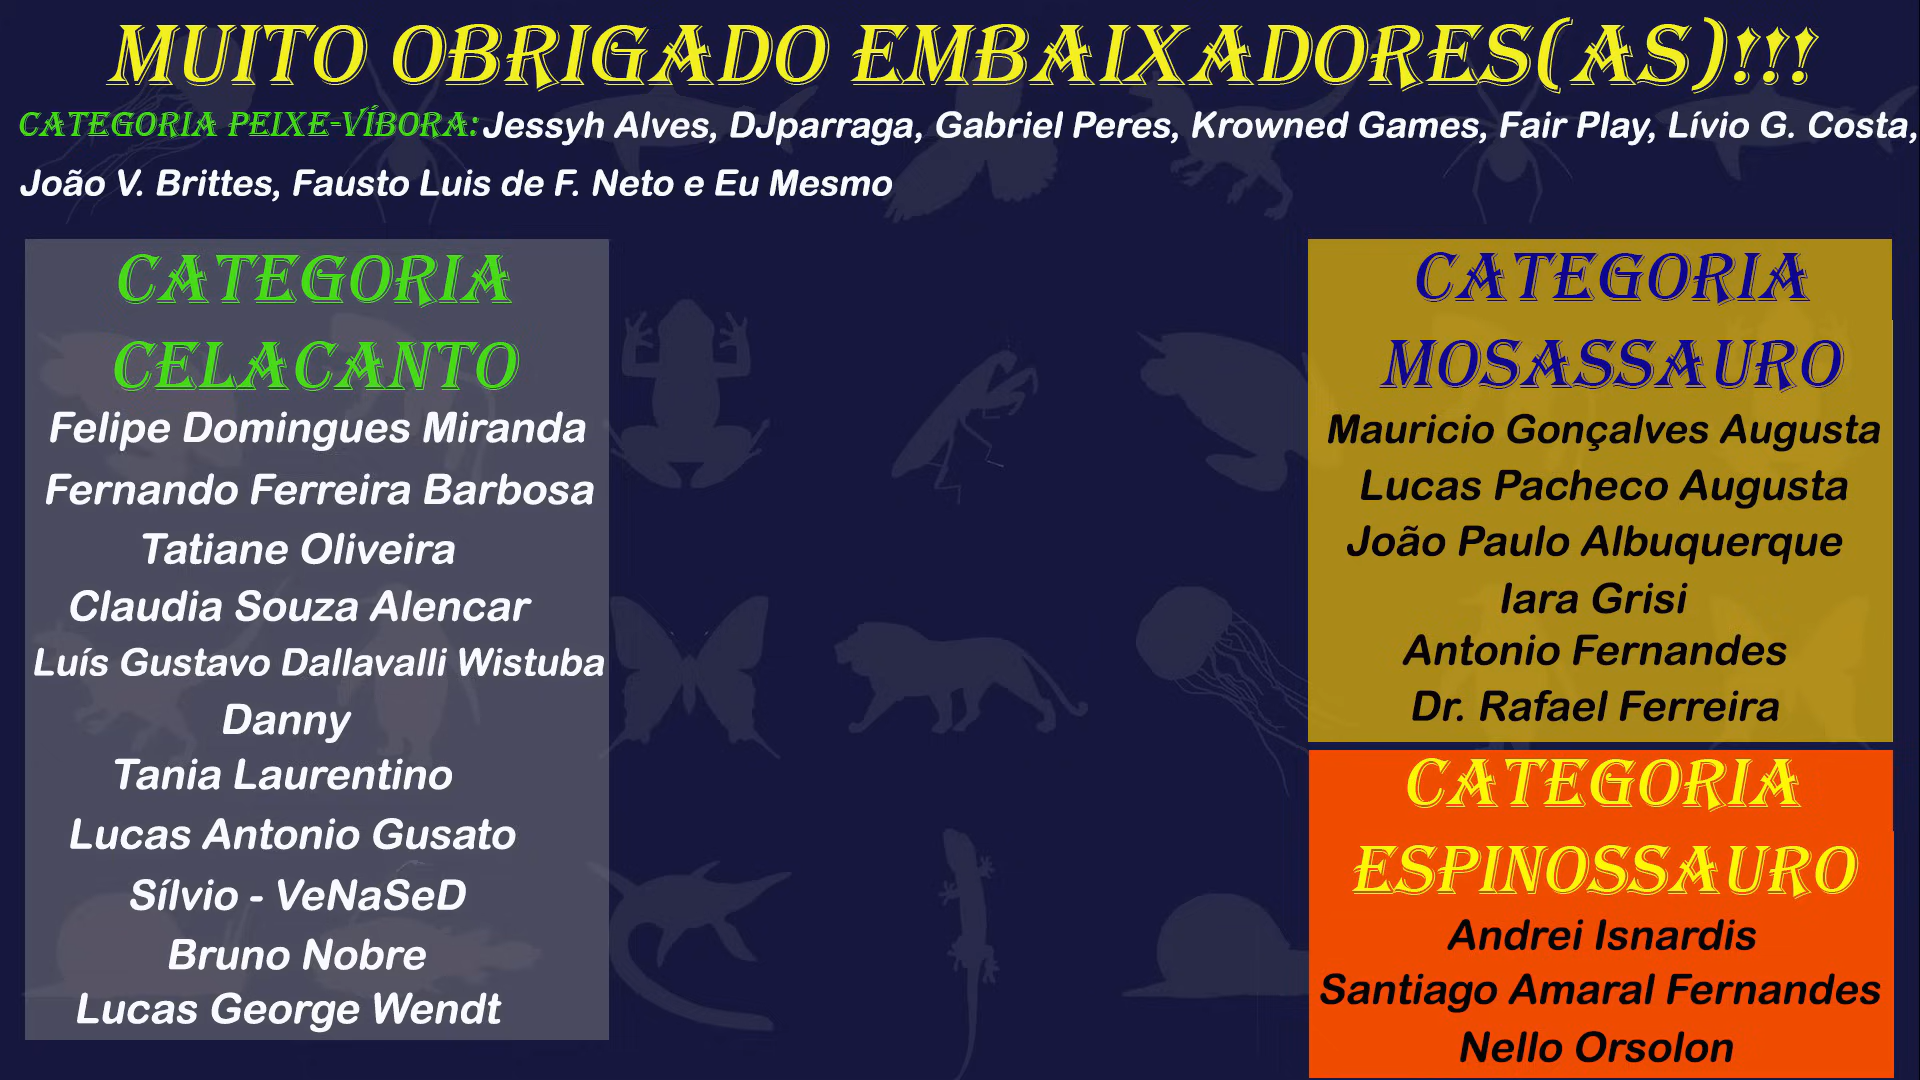 MUITO OBRIGADO EMBAIXADORES(AS)!!!
CATEGORIA PEIXE-VÍBORA: Jessyh Alves, DJparraga, Gabriel Peres, Krowned Games, Fair Play, Lívio G. Costa,
João V. Brittes, Fausto Luis de F. Neto e Eu Mesmo
CATEGORIA
CELACANTO
Felipe Domingues Miranda
Fernando Ferreira Barbosa
Tatiane Oliveira
Claudia Souza Alencar
Luís Gustavo Dallavalli Wistuba
Danny
Tania Laurentino
Lucas Antonio Gusato
Sílvio - VeNaSeD
Bruno Nobre
Lucas George Wendt
CATEGORIA
MOSASSAURO
Mauricio Gonçalves Augusta
Lucas Pacheco Augusta
João Paulo Albuquerque
Iara Grisi
Antonio Fernandes
Dr. Rafael Ferreira
CATEGORIA
ESPINOSSAURO
Andrei Isnardis
Santiago Amaral Fernandes
Nello Orsolon